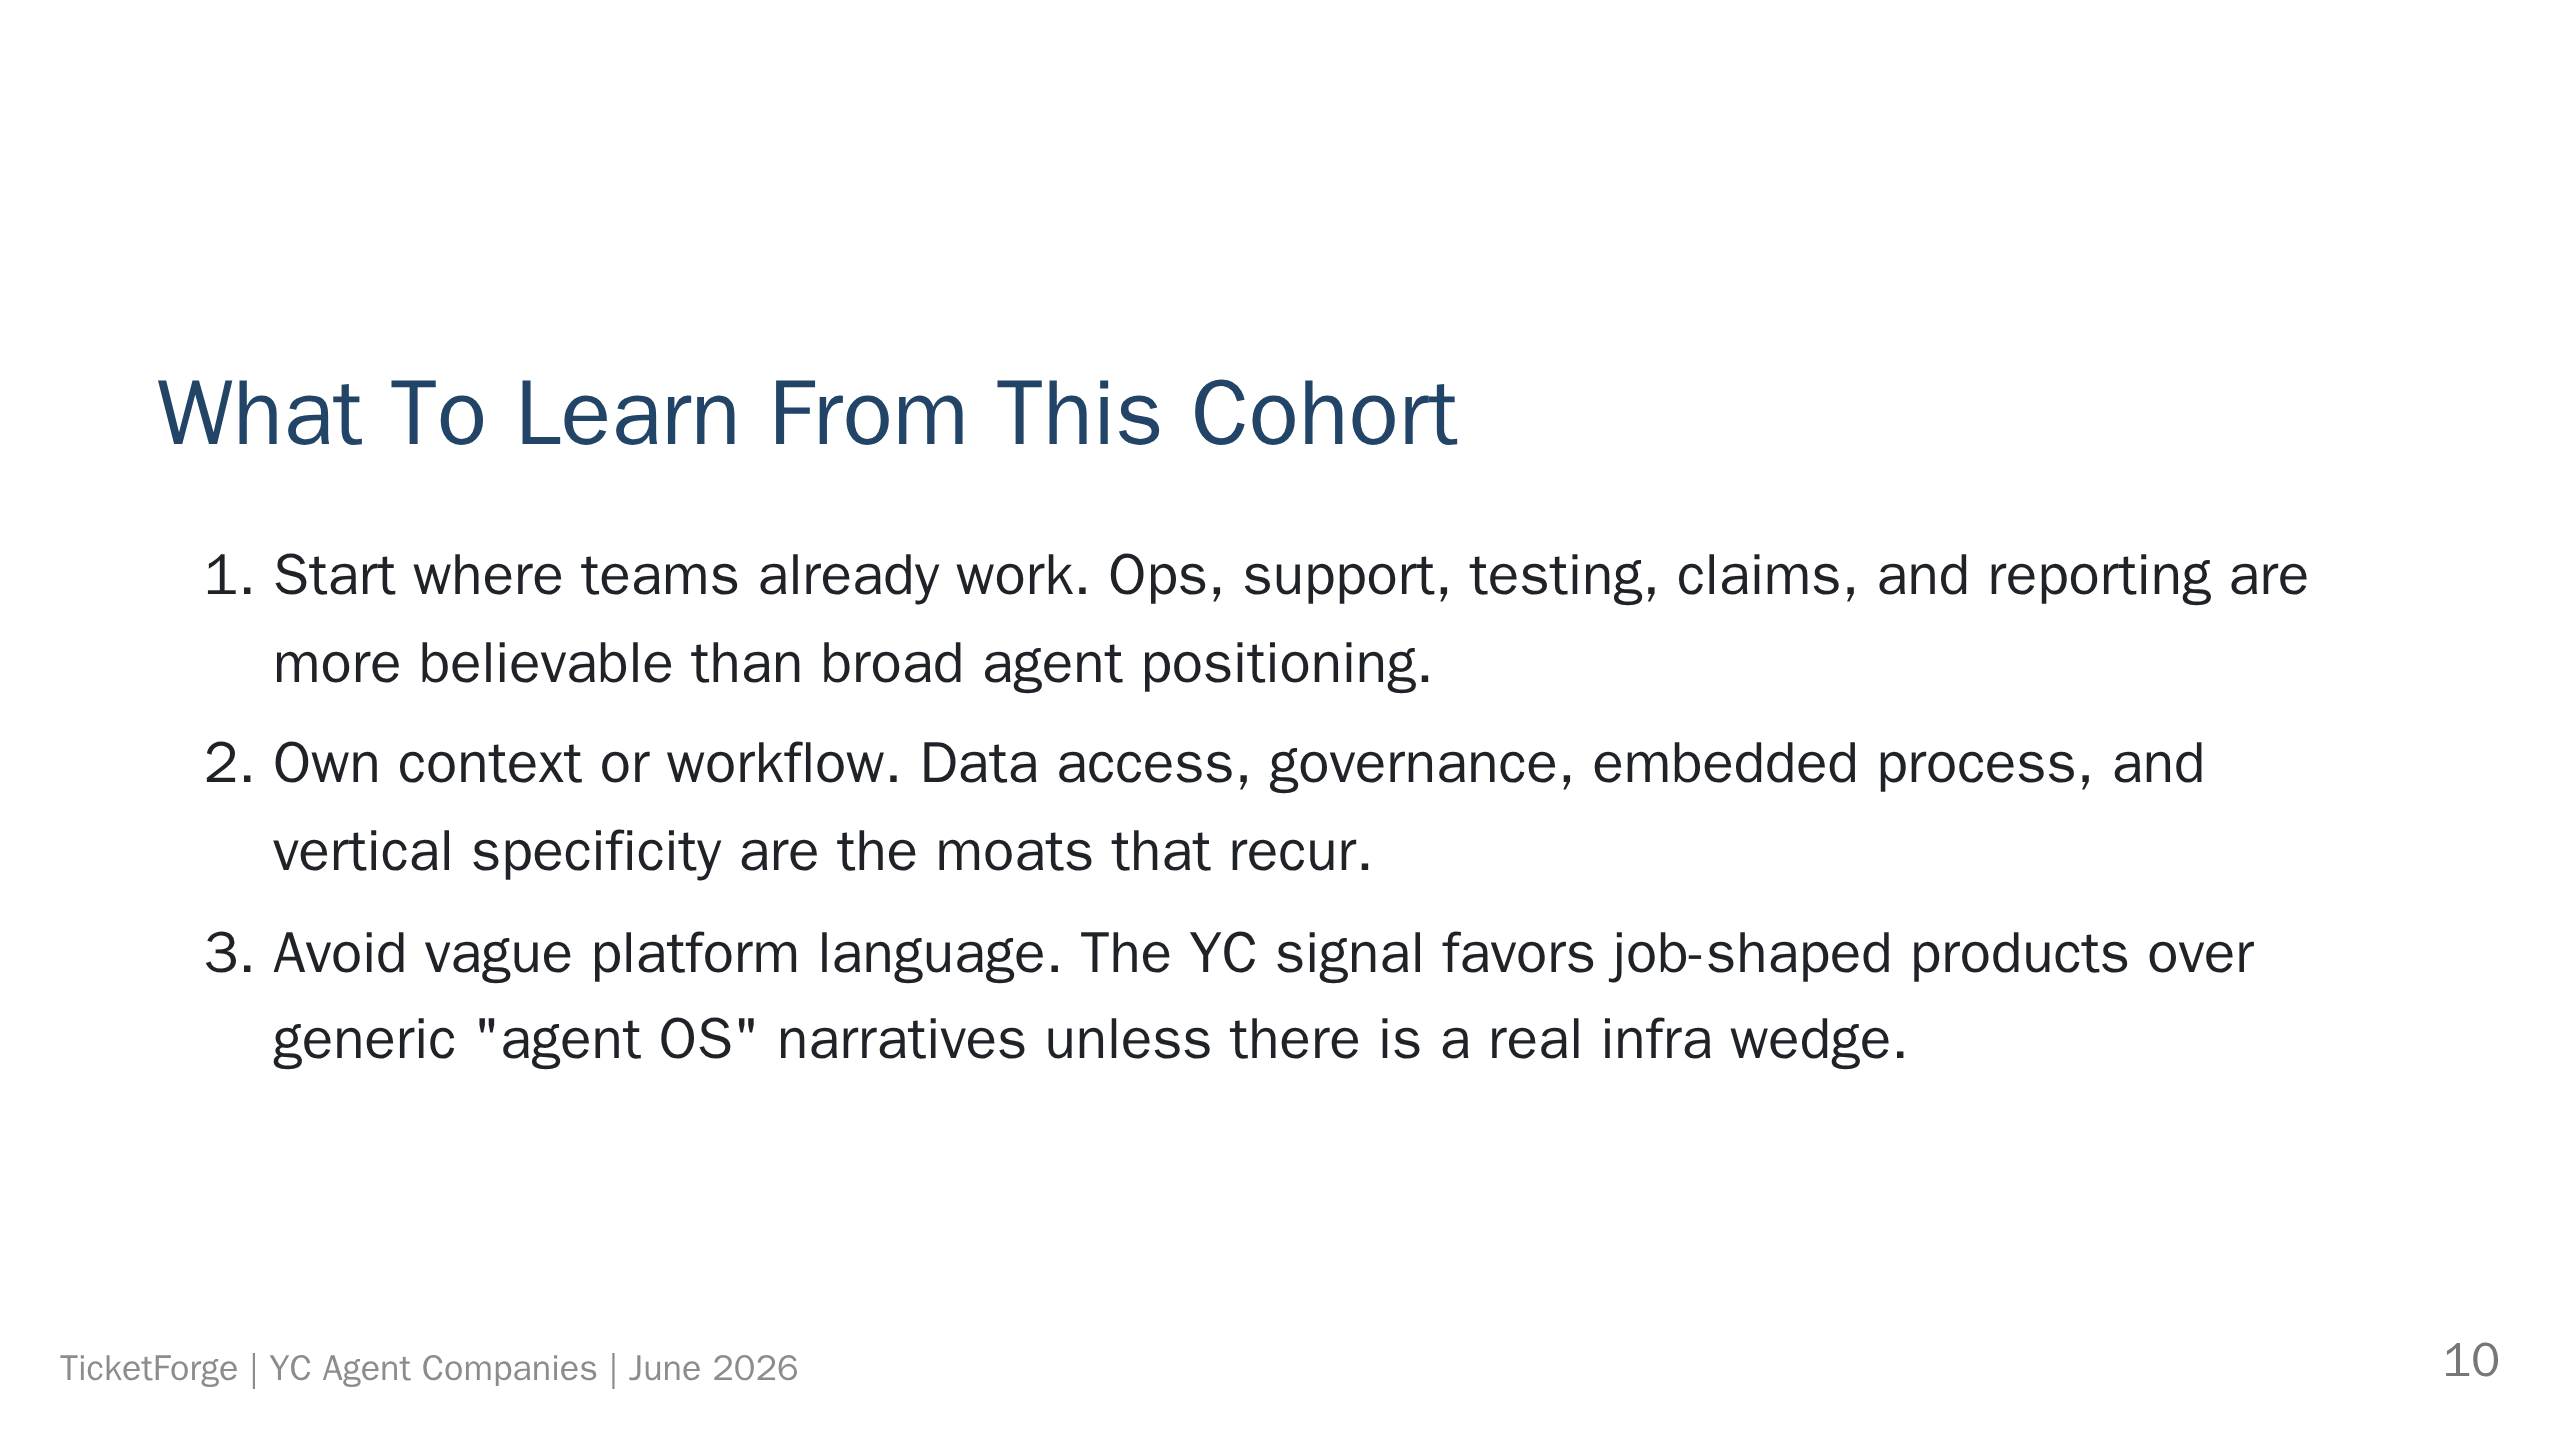 What To Learn From This Cohort
1. Start where teams already work. Ops, support, testing, claims, and reporting are
more believable than broad agent positioning.
2. Own context or workflow. Data access, governance, embedded process, and
vertical specificity are the moats that recur.
3. Avoid vague platform language. The YC signal favors job-shaped products over
generic "agent OS" narratives unless there is a real infra wedge.
TicketForge | YC Agent Companies | June 2026
10